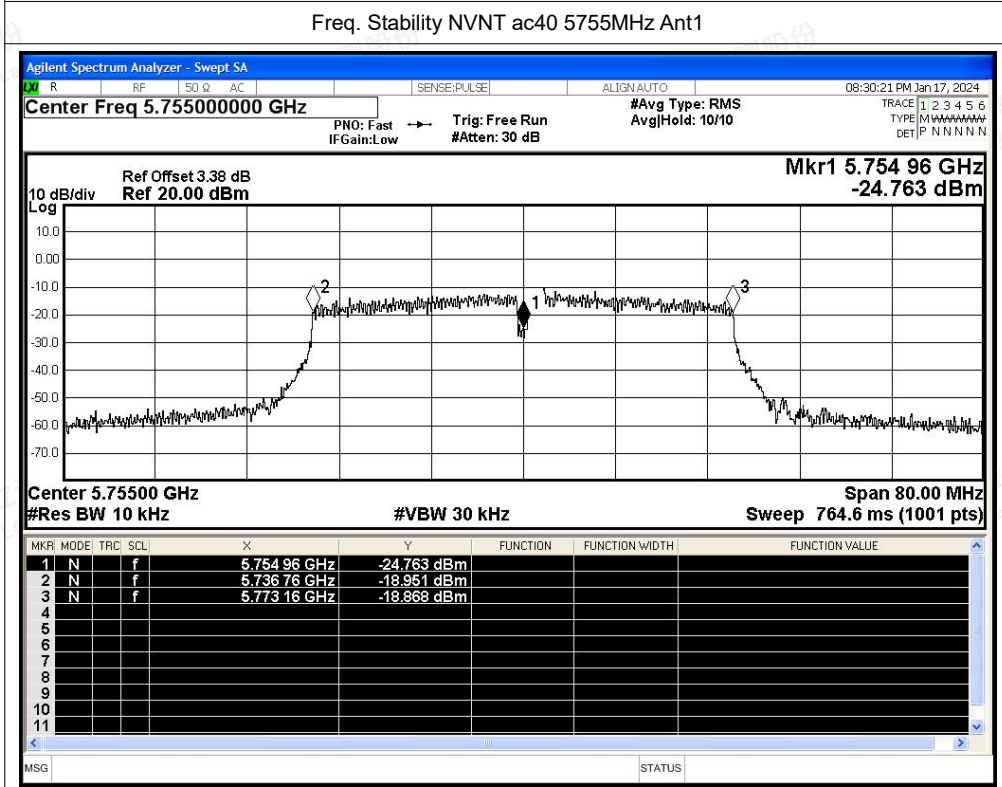 Freq. Stability NVNT ac40 5755MHz Ant1
Agilent Spectrum Analyzer - Swept SA
LXI R RF 50 Ω AC SENSE:PULSE ALIGN AUTO 08:30:21 PM Jan 17, 2024
Center Freq 5.755000000 GHz
#Avg Type: RMS
TRACE 1 2 3 4 5 6
PNO: Fast Trig: Free Run Avg|Hold: 10/10
TYPE M WWWWW
IFGain:Low #Atten: 30 dB
DET P N N N N N
Mkr1 5.754 96 GHz
-24.763 dBm
Ref Offset 3.38 dB
10 dB/div Ref 20.00 dBm
Log
10.0
0.00
-10.0
-20.0
-30.0
-40.0
-50.0
-60.0
-70.0
2
1
3
Center 5.75500 GHz Span 80.00 MHz
#Res BW 10 kHz #VBW 30 kHz Sweep 764.6 ms (1001 pts)
MKR MODE TRC SCL X Y FUNCTION FUNCTION WIDTH FUNCTION VALUE
1 N f 5.754 96 GHz -24.763 dBm
2 N f 5.736 76 GHz -18.951 dBm
3 N f 5.773 16 GHz -18.868 dBm
4
5
6
7
8
9
10
11
MSG STATUS